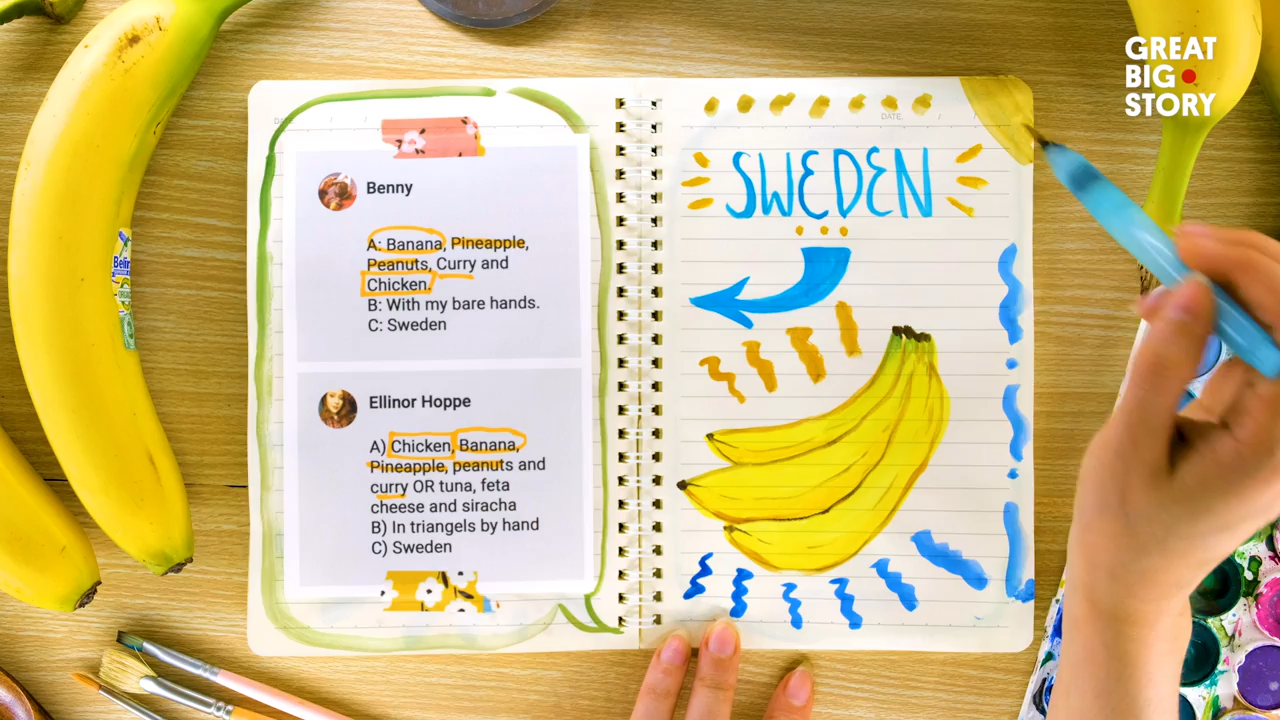 GREAT
BIG
STORY
DATE
Benny
A: Banana, Pineapple,
Peanuts, Curry and
Chicken.
B: With my bare hands.
C: Sweden
Ellinor Hoppe
A) Chicken, Banana,
Pineapple, peanuts and
curry OR tuna, feta
cheese and siracha
B) In triangels by hand
C) Sweden
SWEDEN